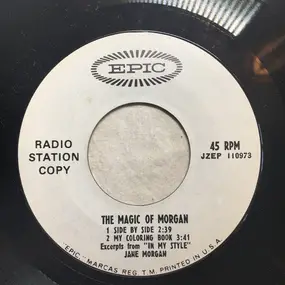 EPIC
RADIO
STATION
COPY
45 RPM
JZEP 110973
THE MAGIC OF MORGAN
1 SIDE BY SIDE 2:39
2 MY COLORING BOOK 3:41
Excerpts from "IN MY STYLE"
JANE MORGAN
EPIC - MARCAS REG T M. PRINTED IN U.S.A.